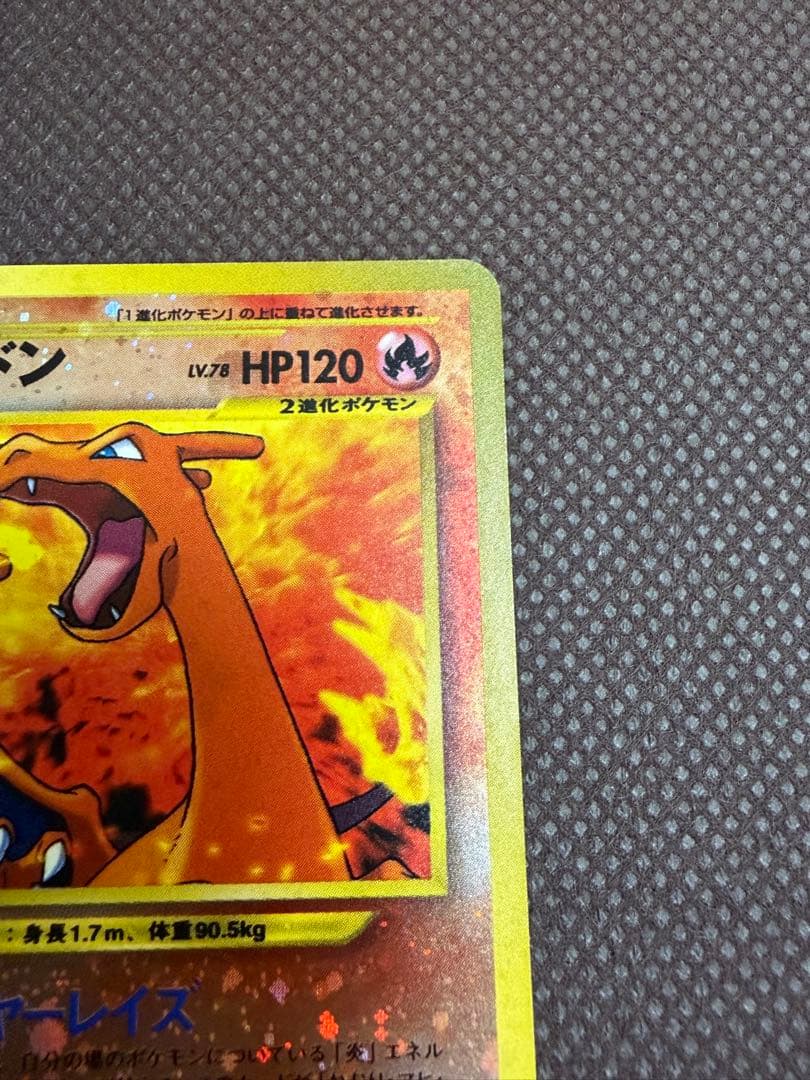 「1進化ポケモン」の上に重ねて進化させます。
ドン LV.78 HP120
2進化ポケモン
：身長1.7m、体重90.5kg
ァーレイズ
自分の場のポケモンについている「炎」エネル